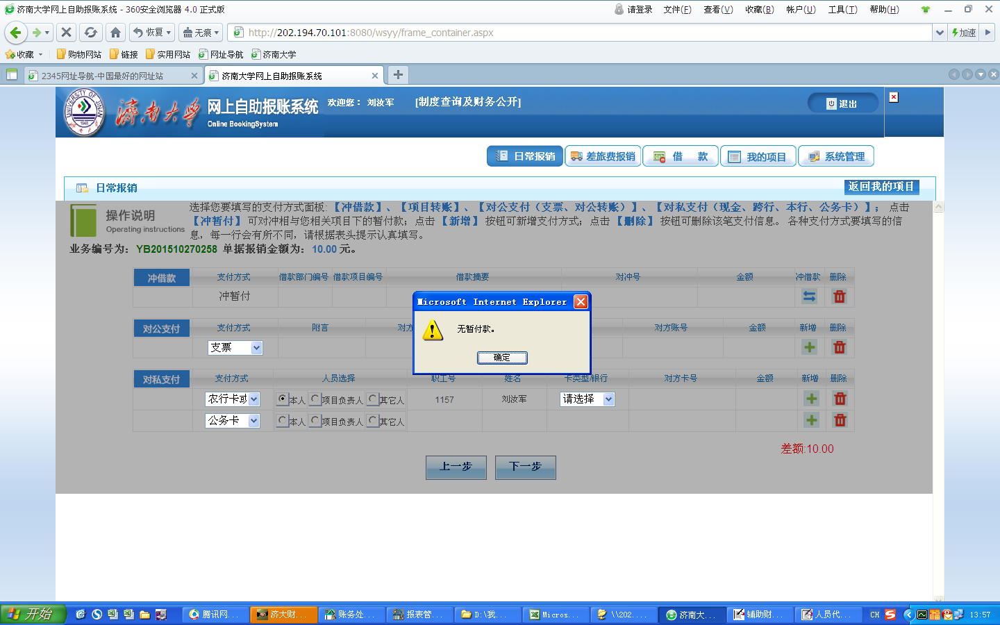 济南大学网上自助报账系统 - 360安全浏览器 4.0 正式版
请登录 文件(F) 查看(V) 收藏(B) 帐户(U) 工具(T) 帮助(H)
恢复 无痕 http://202.194.70.101:8080/wsyy/frame_container.aspx 加速
收藏 购物网站 链接 实用网站 网址导航 济南大学
2345网址导航-中国最好的网址站 济南大学网上自助报账系统
UNIVERSITY OF JINAN 1948 济南大学 网上自助报账系统 欢迎您： 刘汝军 [制度查询及财务公开] 退出
Online BookingSystem
日常报销 差旅费报销 借 款 我的项目 系统管理
日常报销 返回我的项目
操作说明
Operating instructions
选择您要填写的支付方式面板:【冲借款】、【项目转账】、【对公支付（支票、对公转账）】、【对私支付（现金、跨行、本行、公务卡）】； 点击
【冲暂付】 可对冲相与您相关项目下的暂付款；点击 【新增】 按钮可新增支付方式；点击 【删除】 按钮可删除该笔支付信息。 各种支付方式要填写的信
息，每一行会有所不同，请根据表头提示认真填写。
业务编号为： YB201510270258 单据报销金额为： 10.00 元。
冲借款 支付方式 借款部门编号 借款项目编号 借款摘要 对冲号 金额 冲借款 删除
冲暂付
Microsoft Internet Explorer
无暂付款。
确定
对公支付 支付方式 附言 对方 对方账号 金额 新增 删除
支票
对私支付 支付方式 人员选择 职工号 姓名 卡类型/银行 对方卡号 金额 新增 删除
农行卡或 本人 项目负责人 其它人 1157 刘汝军 请选择
公务卡 本人 项目负责人 其它人
差额:10.00
上一步 下一步
开始 腾讯网... 济大财... 账务处... 报表管... D:\我... Micros... \\202.... 济南大... 辅助财... 人员代... CH 13:57